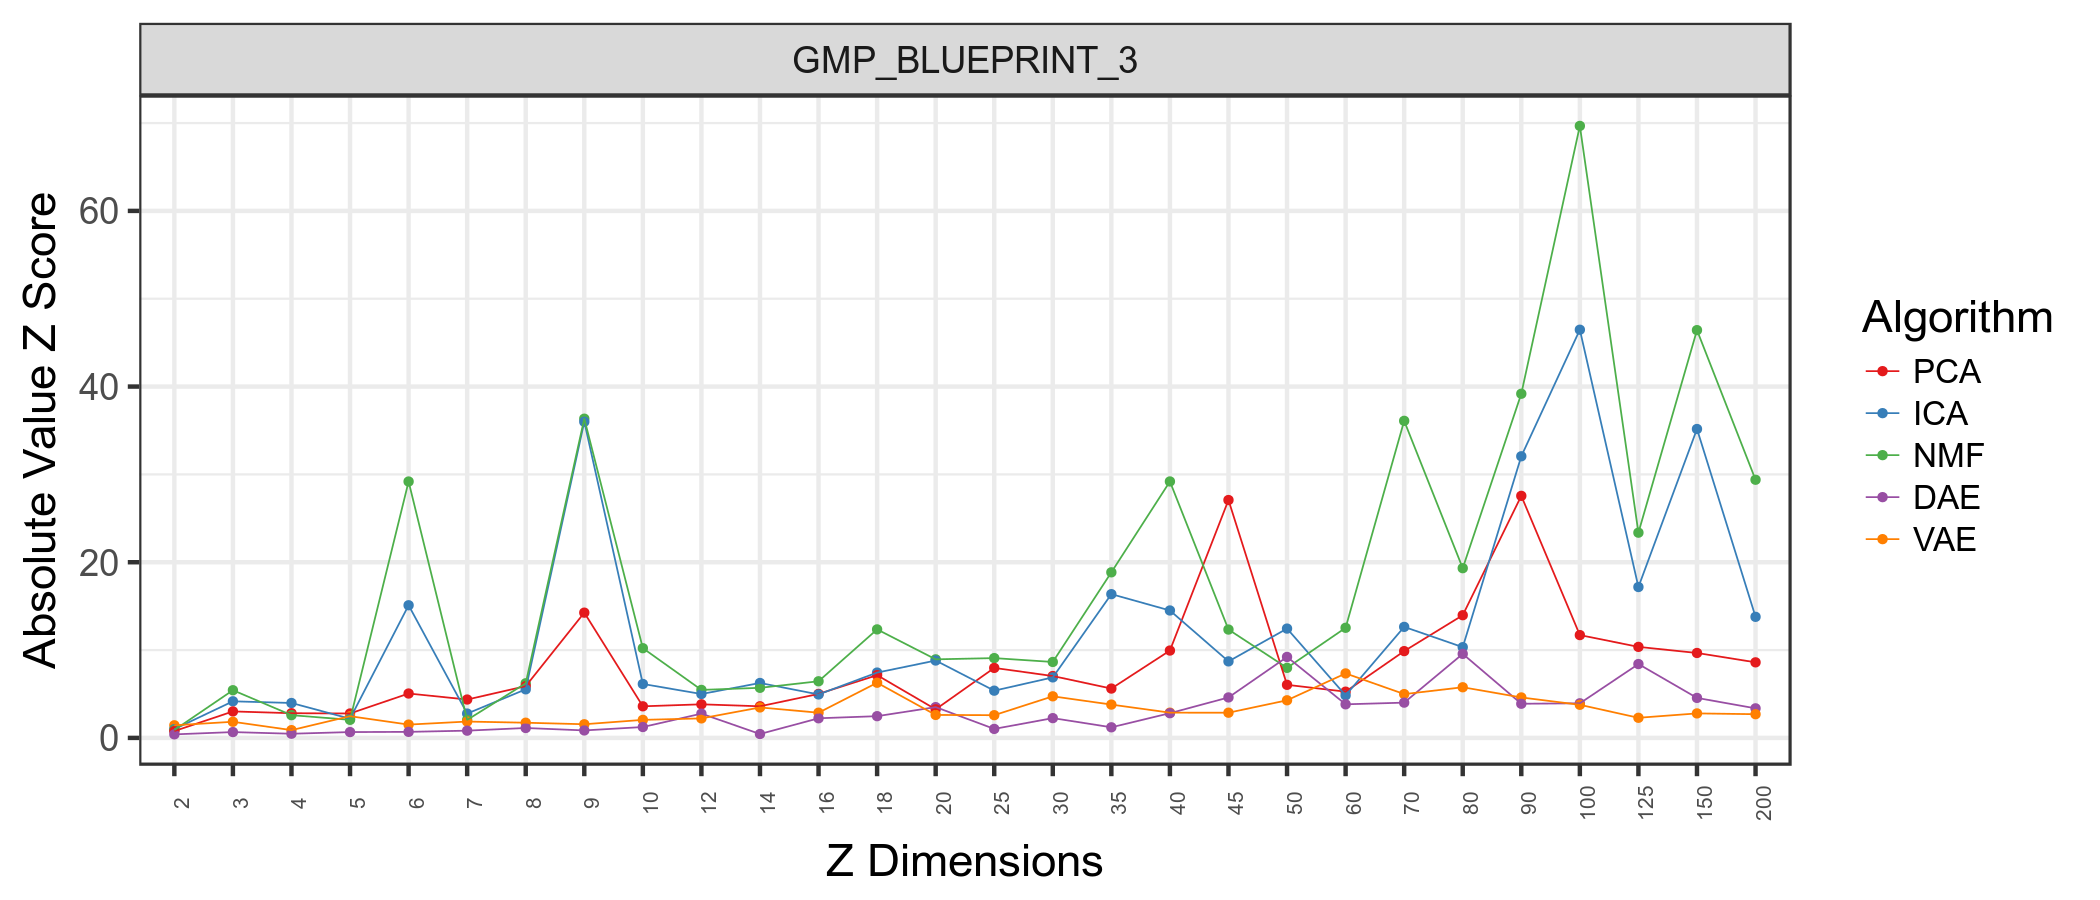 GMP_BLUEPRINT_3
Absolute Value Z Score
60
40
20
0
2 3 4 5 6 7 8 9 10 12 14 16 18 20 25 30 35 40 45 50 60 70 80 90 100 125 150 200
Z Dimensions
Algorithm
PCA
ICA
NMF
DAE
VAE